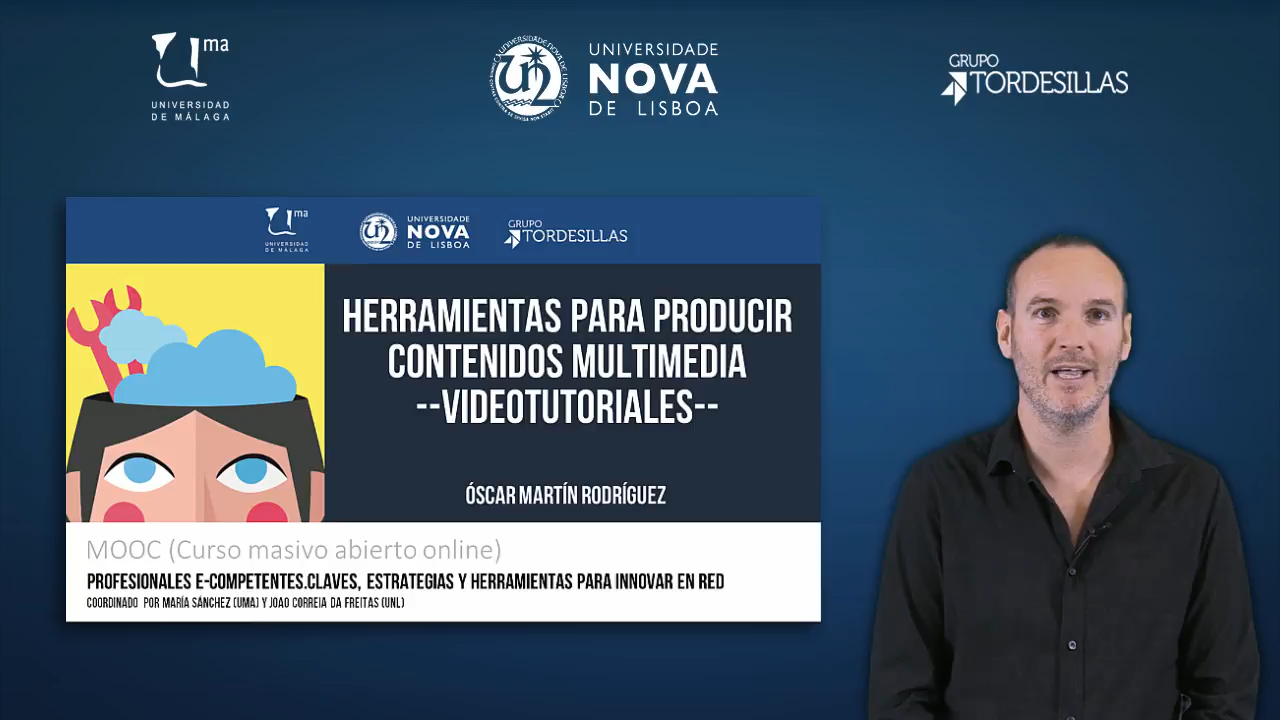 uma
UNIVERSIDAD
DE MÁLAGA
UNIVERSIDADE
NOVA
DE LISBOA
GRUPO
TORDESILLAS
uma
UNIVERSIDAD
DE MÁLAGA
UNIVERSIDADE
NOVA
DE LISBOA
GRUPO
TORDESILLAS
HERRAMIENTAS PARA PRODUCIR
CONTENIDOS MULTIMEDIA
--VIDEOTUTORIALES--
ÓSCAR MARTÍN RODRÍGUEZ
MOOC (Curso masivo abierto online)
PROFESIONALES E-COMPETENTES.CLAVES, ESTRATEGIAS Y HERRAMIENTAS PARA INNOVAR EN RED
COORDINADO POR MARÍA SÁNCHEZ (UMA) Y JOAO CORREIA DA FREITAS (UNL)